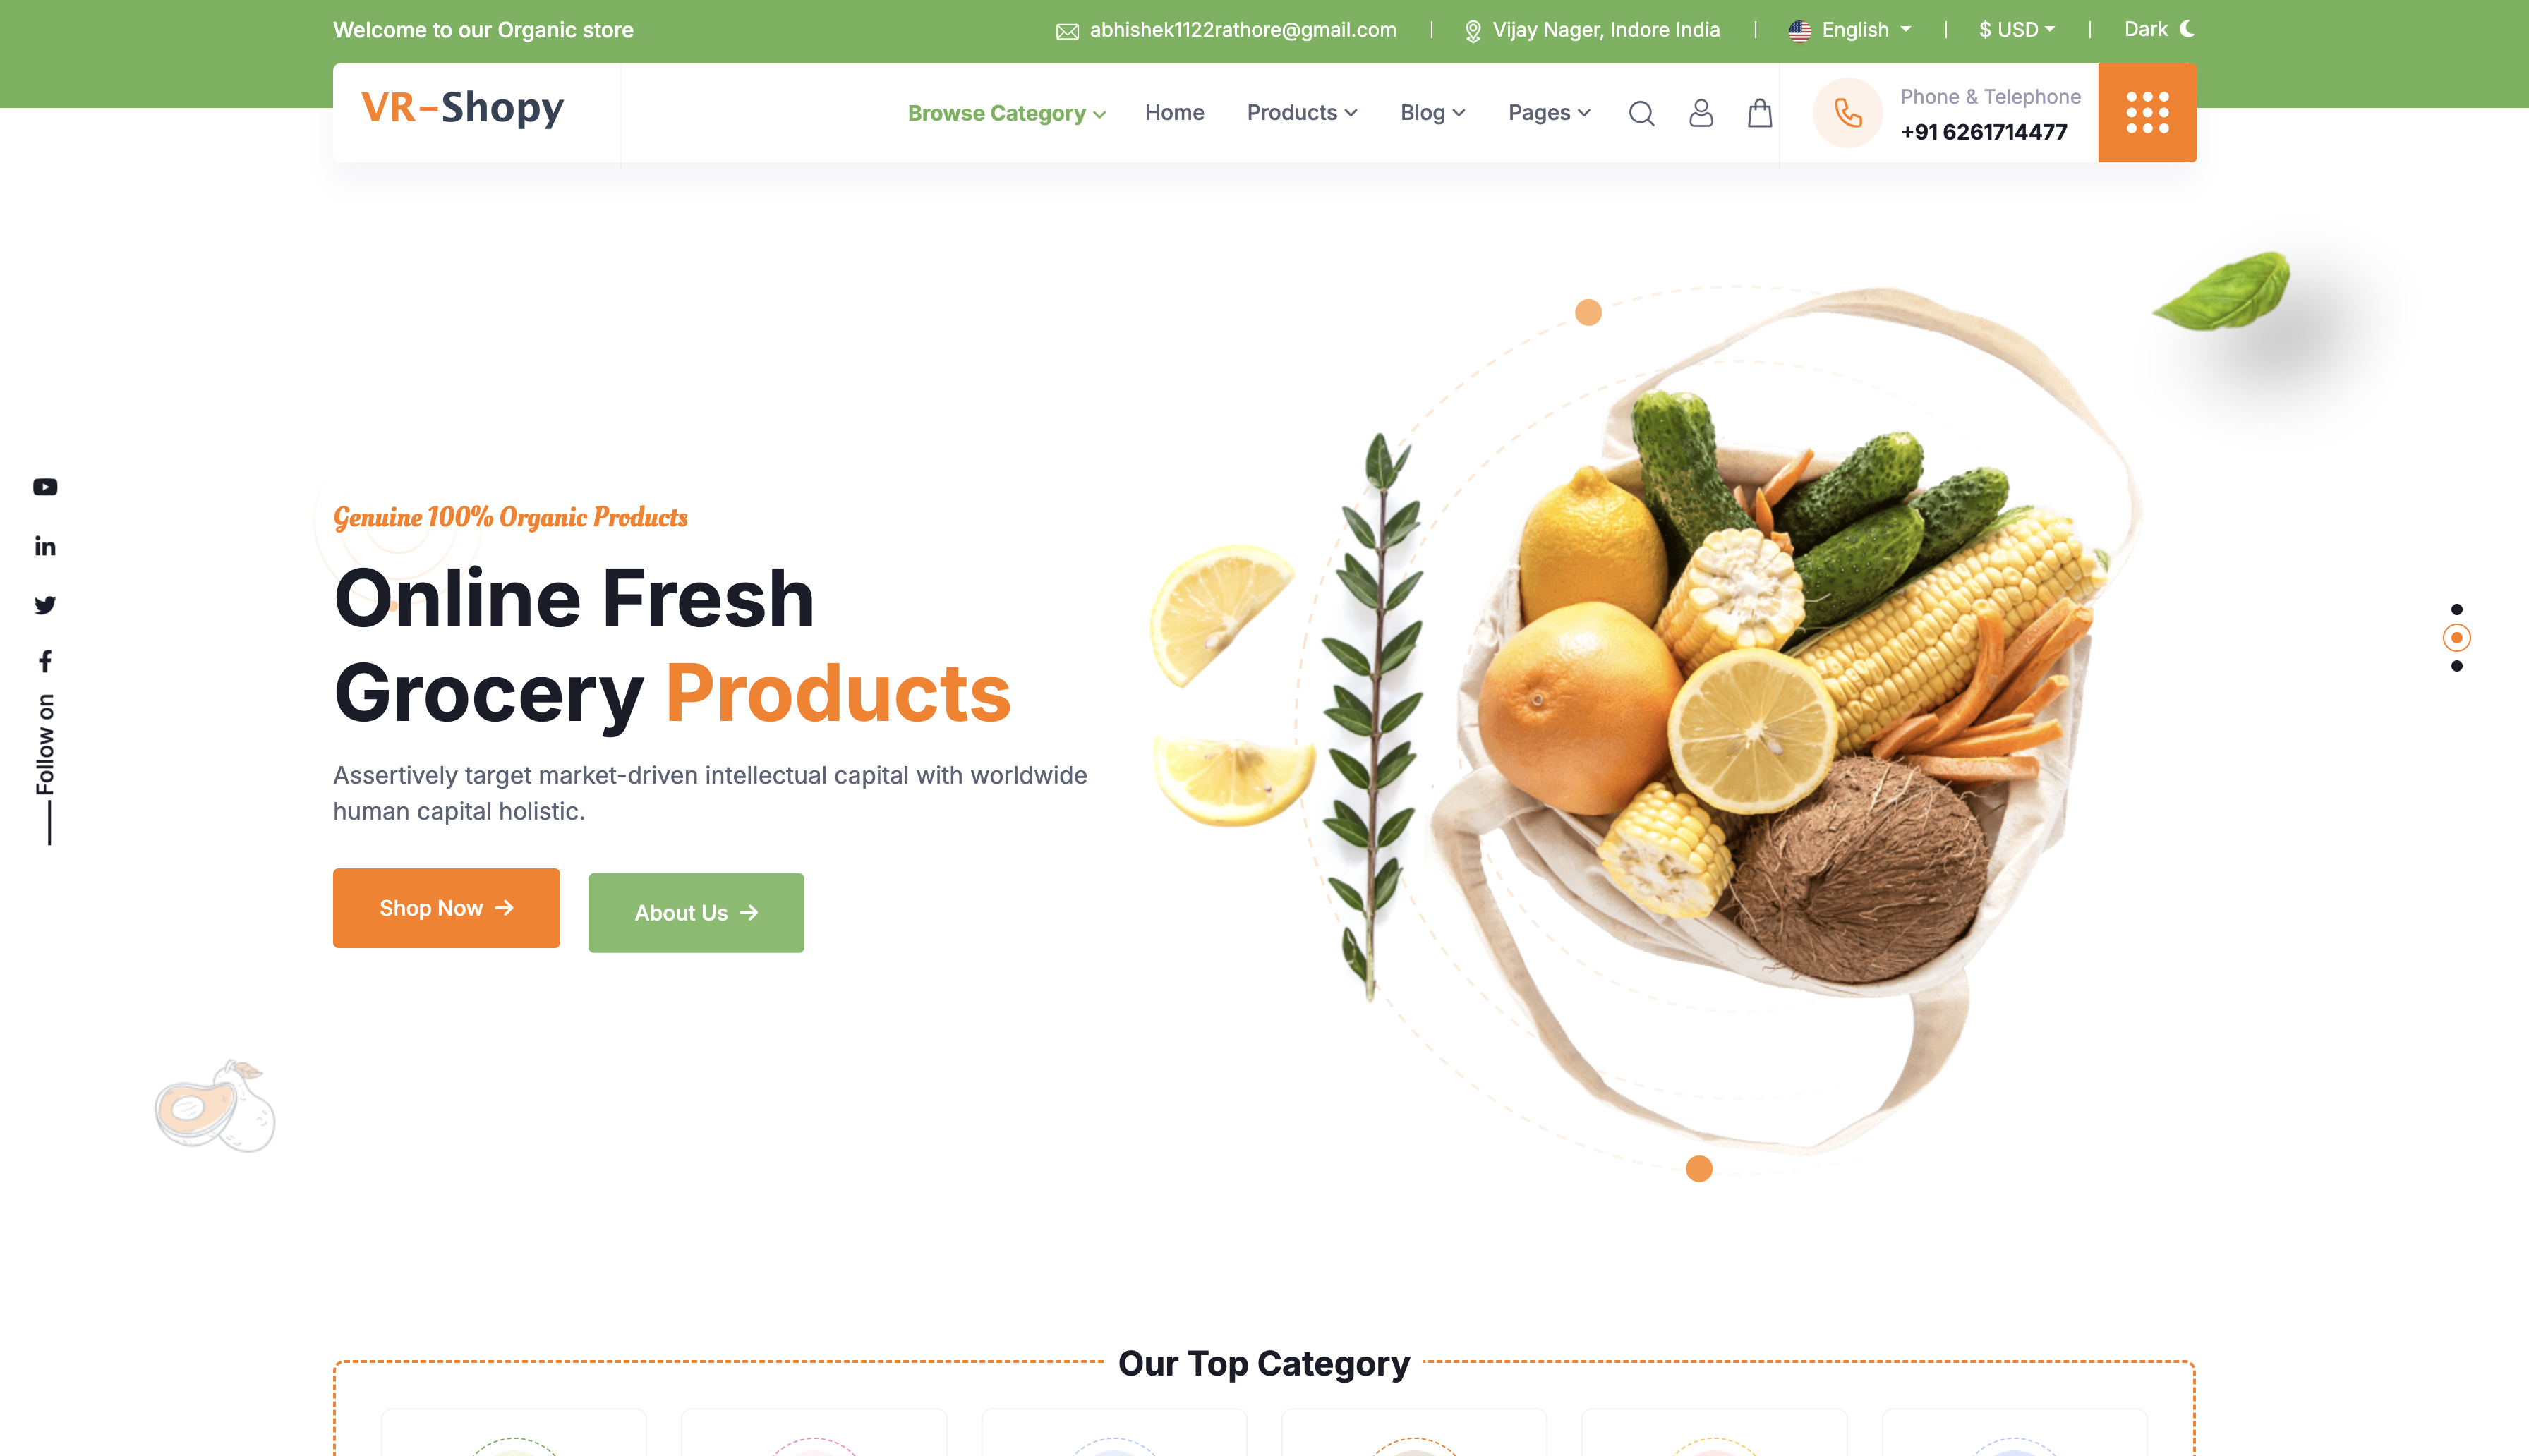 Welcome to our Organic store
abhishek1122rathore@gmail.com
Vijay Nager, Indore India
English
$ USD
Dark
VR-Shopy
Browse Category
Home
Products
Blog
Pages
Phone & Telephone
+91 6261714477
Follow on
Genuine 100% Organic Products
Online Fresh
Grocery Products
Assertively target market-driven intellectual capital with worldwide
human capital holistic.
Shop Now
About Us
Our Top Category